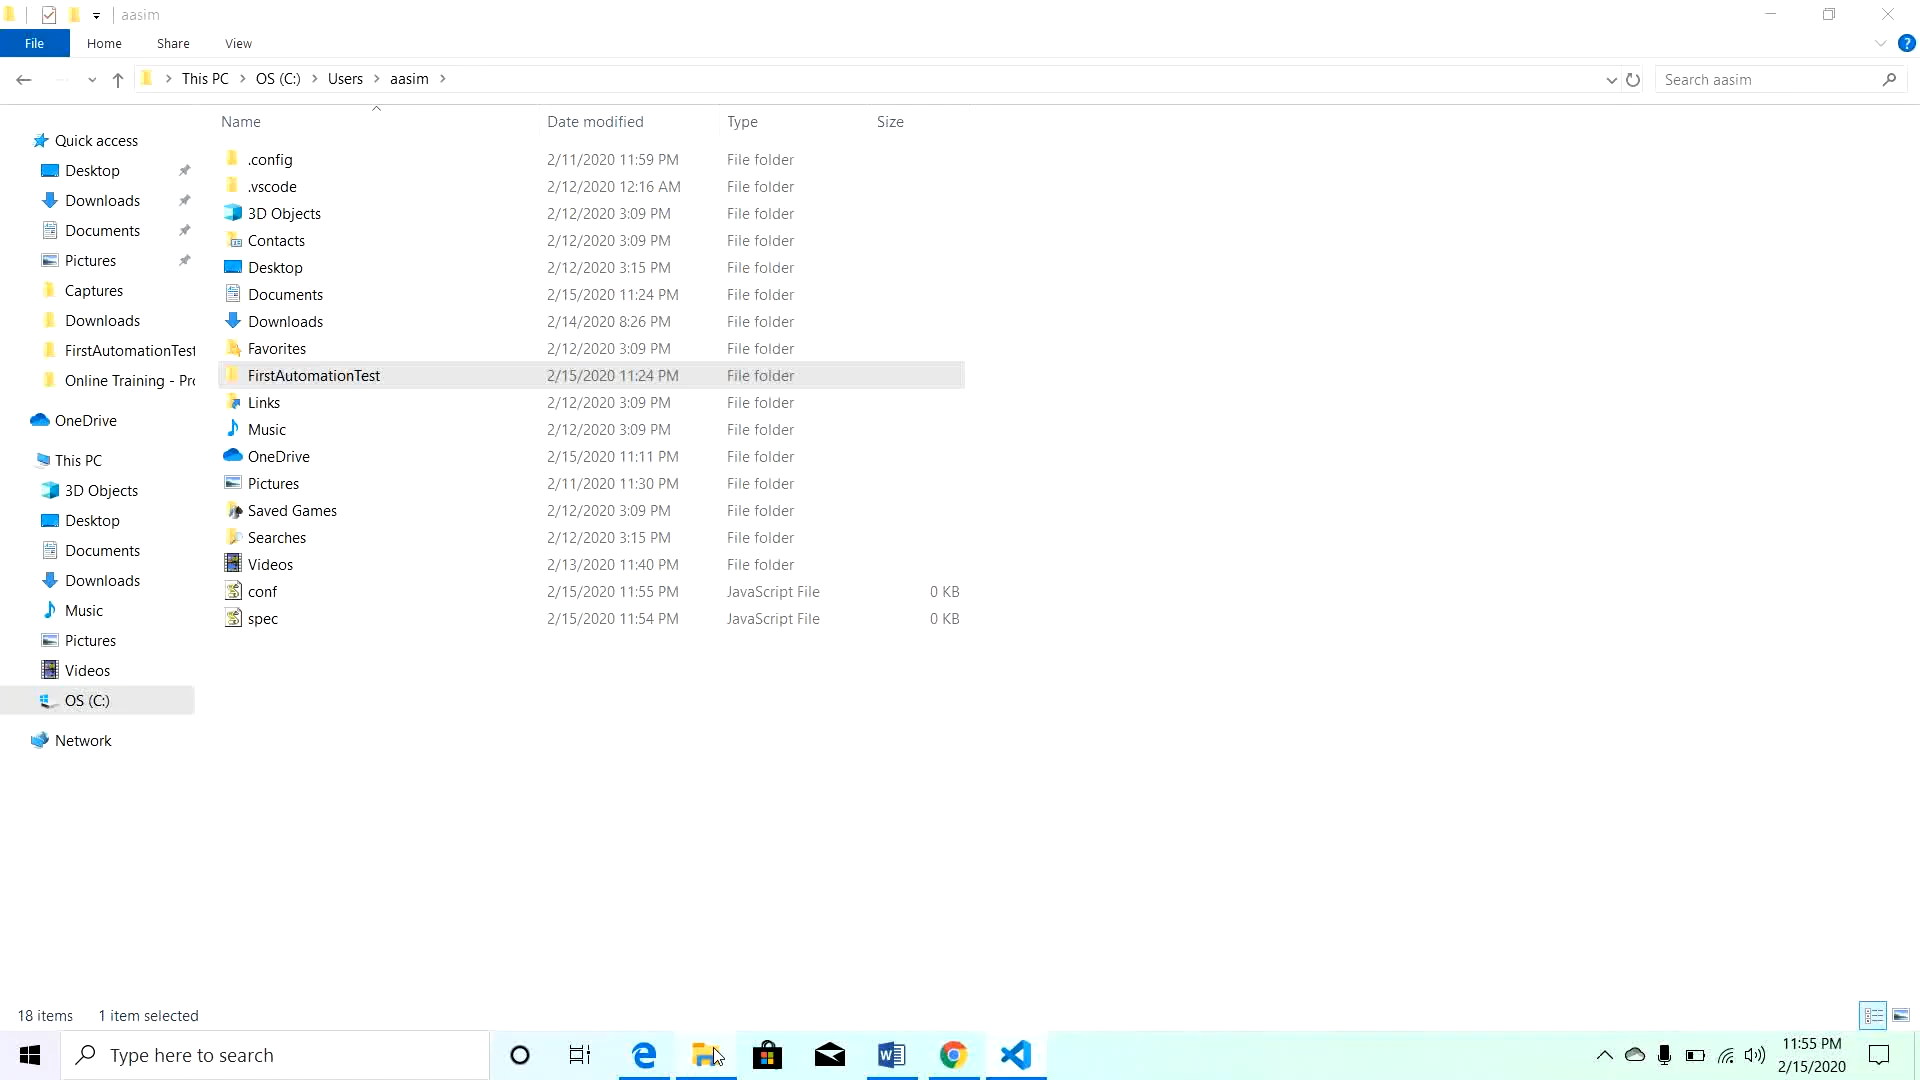 aasim
File Home Share View
This PC OS (C:) Users aasim
Search aasim
Name Date modified Type Size
Quick access
Desktop
Downloads
Documents
Pictures
Captures
Downloads
FirstAutomationTest
Online Training - Pro
OneDrive
This PC
3D Objects
Desktop
Documents
Downloads
Music
Pictures
Videos
OS (C:)
Network
.config 2/11/2020 11:59 PM File folder
.vscode 2/12/2020 12:16 AM File folder
3D Objects 2/12/2020 3:09 PM File folder
Contacts 2/12/2020 3:09 PM File folder
Desktop 2/12/2020 3:15 PM File folder
Documents 2/15/2020 11:24 PM File folder
Downloads 2/14/2020 8:26 PM File folder
Favorites 2/12/2020 3:09 PM File folder
FirstAutomationTest 2/15/2020 11:24 PM File folder
Links 2/12/2020 3:09 PM File folder
Music 2/12/2020 3:09 PM File folder
OneDrive 2/15/2020 11:11 PM File folder
Pictures 2/11/2020 11:30 PM File folder
Saved Games 2/12/2020 3:09 PM File folder
Searches 2/12/2020 3:15 PM File folder
Videos 2/13/2020 11:40 PM File folder
conf 2/15/2020 11:55 PM JavaScript File 0 KB
spec 2/15/2020 11:54 PM JavaScript File 0 KB
18 items 1 item selected
Type here to search
11:55 PM
2/15/2020